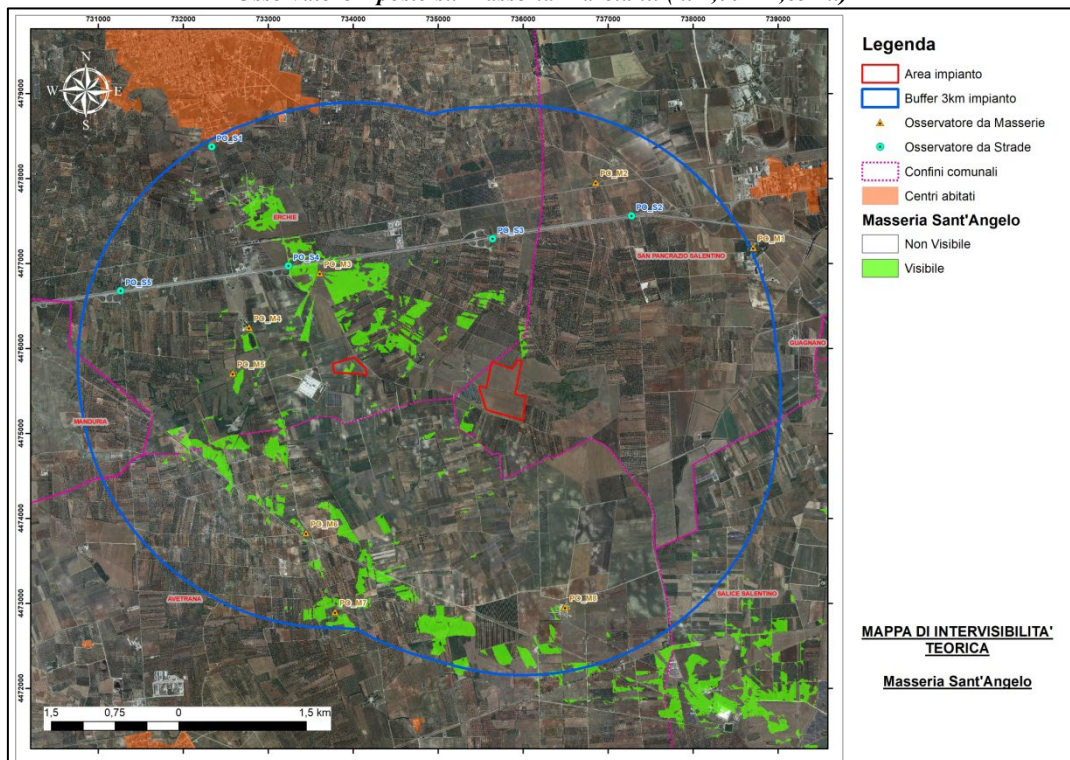 731000 732000 733000 734000 735000 736000 737000 738000 739000
4479000 4478000 4477000 4476000 4475000 4474000 4473000 4472000
N
W E
S
PO_S1
PO_M2
PO_S2
ERCHIE
PO_S3
PO_M1
SAN PANCRAZIO SALENTINO
PO_S4
PO_M3
PO_S5
PO_M4
GUAGNANO
PO_M5
MANDURIA
PO_M6
AVETRANA
PO_M7
PO_M8
SALICE SALENTINO
1,5 0,75 0 1,5 km
Legenda
Area impianto
Buffer 3km impianto
Osservatore da Masserie
Osservatore da Strade
Confini comunali
Centri abitati
Masseria Sant'Angelo
Non Visibile
Visibile
MAPPA DI INTERVISIBILITA'
TEORICA
Masseria Sant'Angelo